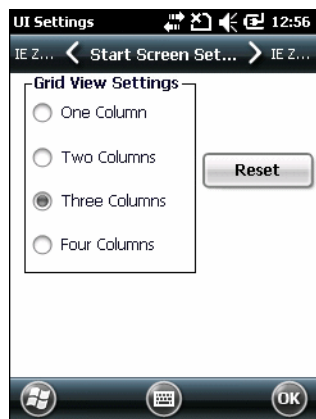 UI Settings 12:56
IE Z... Start Screen Set... IE Z...
Grid View Settings
One Column
Two Columns
Reset
Three Columns
Four Columns
OK